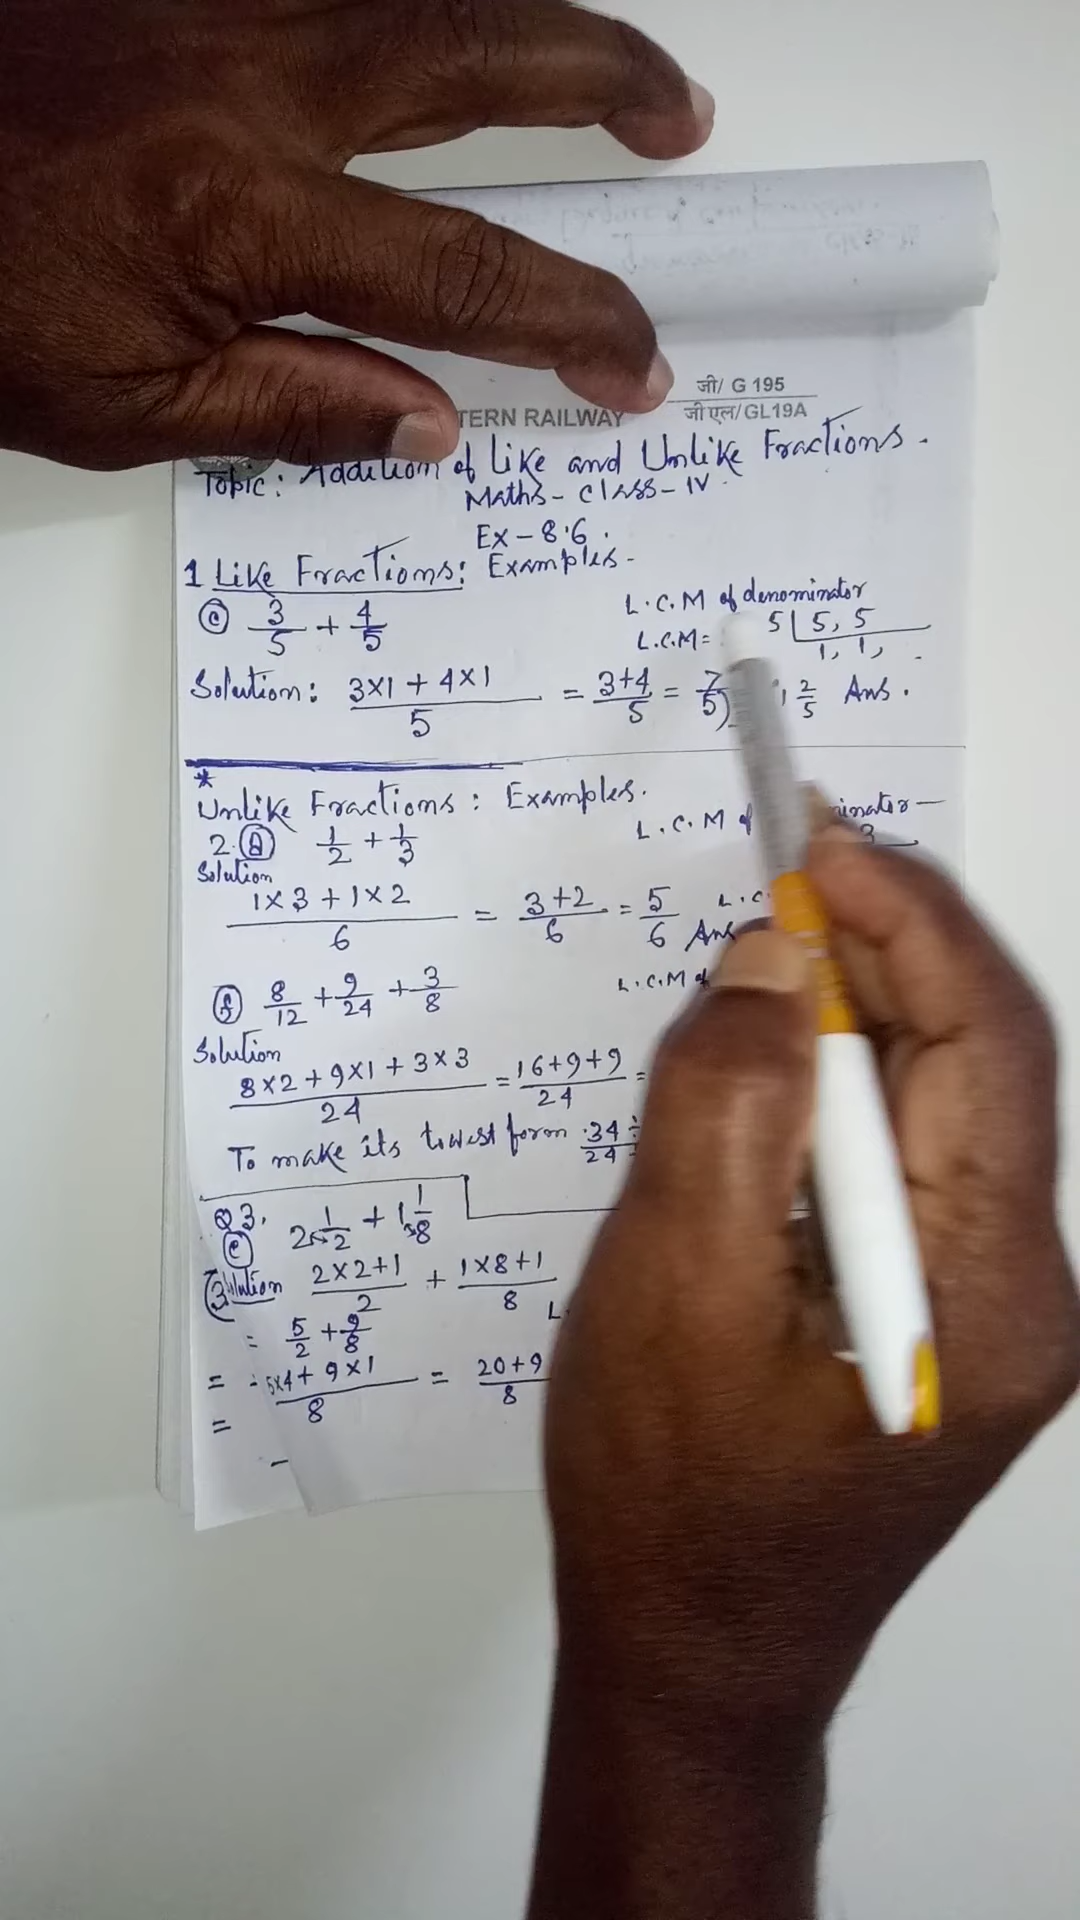 जी/ G 195
TERN RAILWAY जीएल/GL19A
Topic: Addition of Like and Unlike Fractions.
Maths - Class - IV.
Ex - 8.6.
1 Like Fractions: Examples -
(c) 3/5 + 4/5
L.C.M of denominator
L.C.M = 5 | 5, 5
1, 1,
Solution: (3×1 + 4×1)/5 = (3+4)/5 = 7/5 1 2/5 Ans.
*
Unlike Fractions: Examples.
2. (a) 1/2 + 1/3
L.C.M
Solution
(1×3 + 1×2)/6 = (3+2)/6 = 5/6 Ans
(f) 8/12 + 9/24 + 3/8
L.C.M of
Solution
(8×2 + 9×1 + 3×3)/24 = (16+9+9)/24 =
To make its lowest form 34/24 ÷
Q3.
(c) 2 1/2 + 1 1/8
Solution (2×2+1)/2 + (1×8+1)/8
= 5/2 + 9/8
= (5×4 + 9×1)/8 = (20+9)/8
=